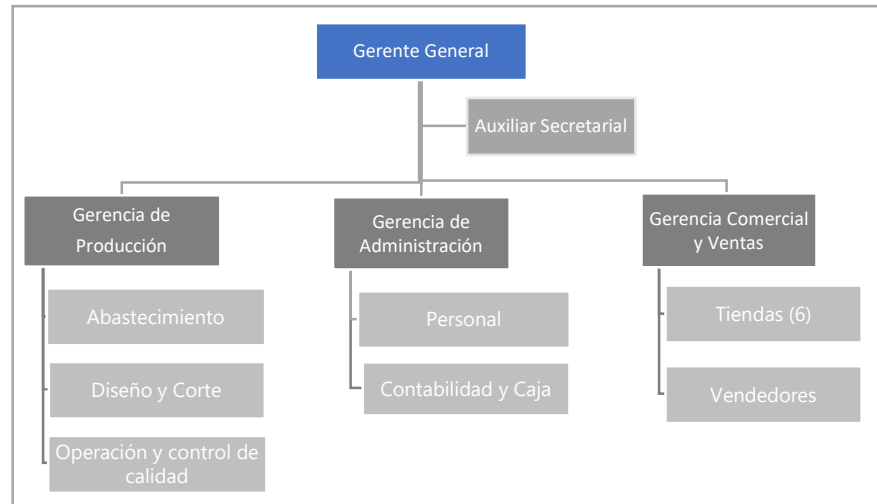 Gerente General
Auxiliar Secretarial
Gerencia de
Producción
Gerencia de
Administración
Gerencia Comercial
y Ventas
Abastecimiento
Personal
Tiendas (6)
Diseño y Corte
Contabilidad y Caja
Vendedores
Operación y control de
calidad